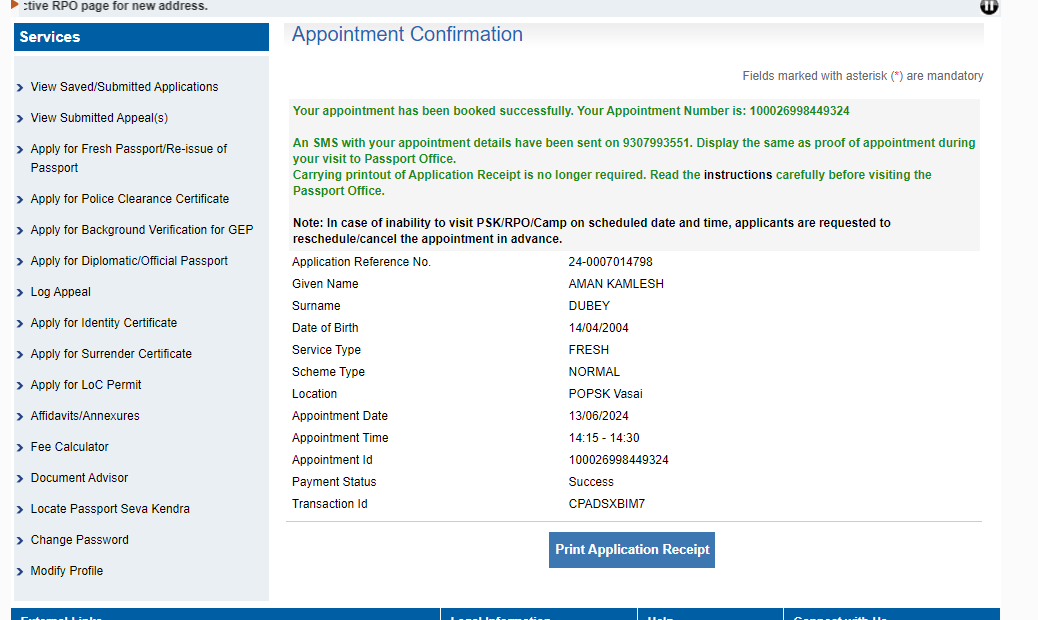 ctive RPO page for new address.
Services
View Saved/Submitted Applications
View Submitted Appeal(s)
Apply for Fresh Passport/Re-issue of
Passport
Apply for Police Clearance Certificate
Apply for Background Verification for GEP
Apply for Diplomatic/Official Passport
Log Appeal
Apply for Identity Certificate
Apply for Surrender Certificate
Apply for LoC Permit
Affidavits/Annexures
Fee Calculator
Document Advisor
Locate Passport Seva Kendra
Change Password
Modify Profile
Appointment Confirmation
Fields marked with asterisk (*) are mandatory
Your appointment has been booked successfully. Your Appointment Number is: 100026998449324
An SMS with your appointment details have been sent on 9307993551. Display the same as proof of appointment during
your visit to Passport Office.
Carrying printout of Application Receipt is no longer required. Read the instructions carefully before visiting the
Passport Office.
Note: In case of inability to visit PSK/RPO/Camp on scheduled date and time, applicants are requested to
reschedule/cancel the appointment in advance.
Application Reference No. 24-0007014798
Given Name AMAN KAMLESH
Surname DUBEY
Date of Birth 14/04/2004
Service Type FRESH
Scheme Type NORMAL
Location POPSK Vasai
Appointment Date 13/06/2024
Appointment Time 14:15 - 14:30
Appointment Id 100026998449324
Payment Status Success
Transaction Id CPADSXBIM7
Print Application Receipt
External Links Legal Information Help Connect with Us